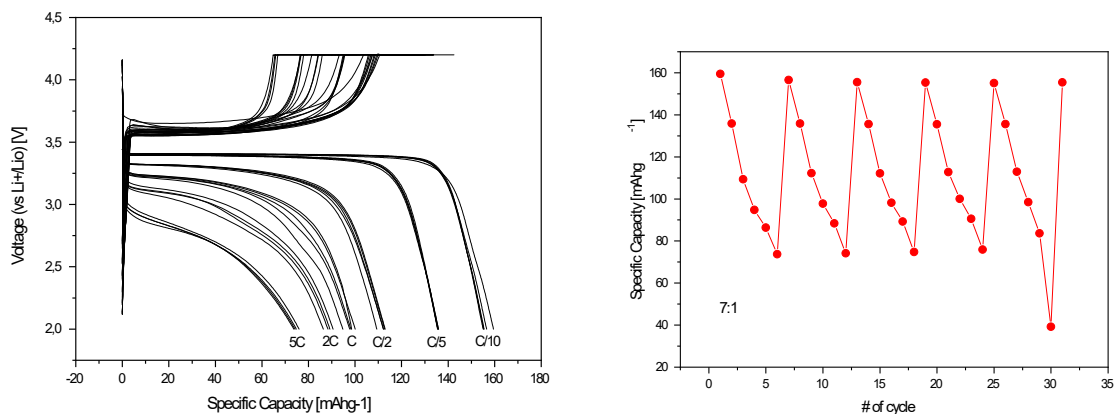 4,5
4,0
3,5
3,0
2,5
2,0
Voltage (vs Li+/Lio) [V]
5C 2C C C/2 C/5 C/10
-20 0 20 40 60 80 100 120 140 160 180
Specific Capacity [mAhg-1]
160
140
120
100
80
60
40
20
Specific Capacity [mAhg-1]
7:1
0 5 10 15 20 25 30 35
# of cycle